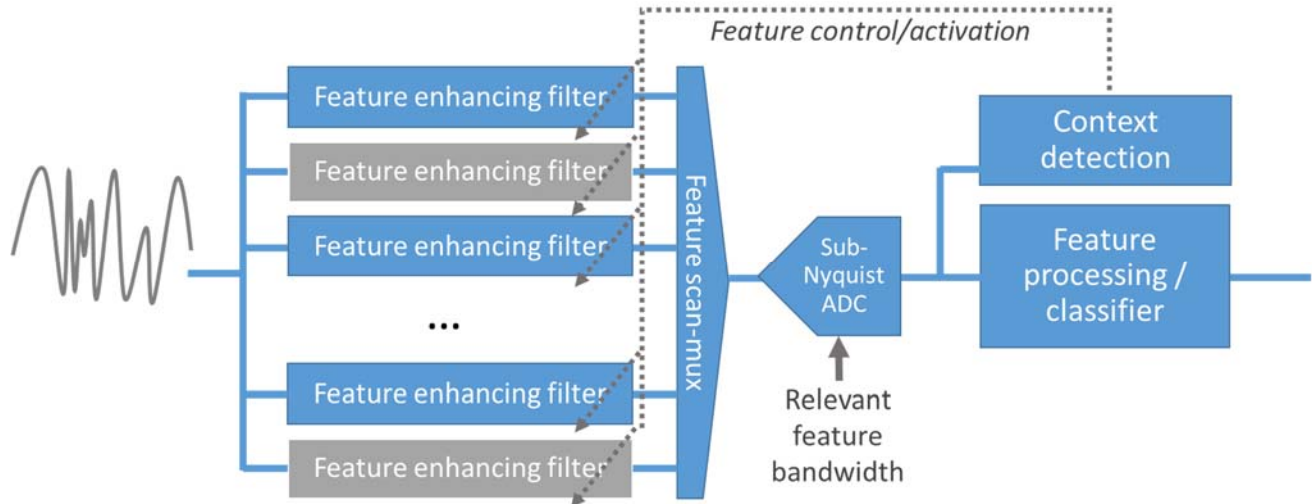 Feature control/activation
Feature enhancing filter
Feature enhancing filter
Feature enhancing filter
...
Feature enhancing filter
Feature enhancing filter
Feature scan-mux
Sub-
Nyquist
ADC
Relevant
feature
bandwidth
Context
detection
Feature
processing /
classifier